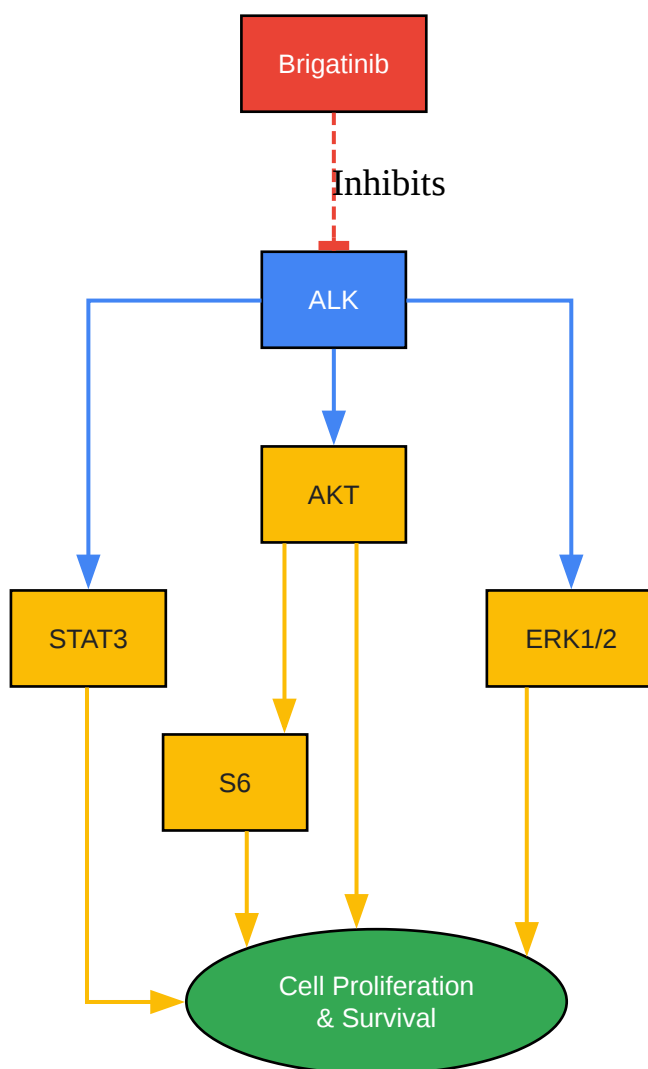 Brigatinib
Inhibits
ALK
AKT
STAT3
ERK1/2
S6
Cell Proliferation
& Survival